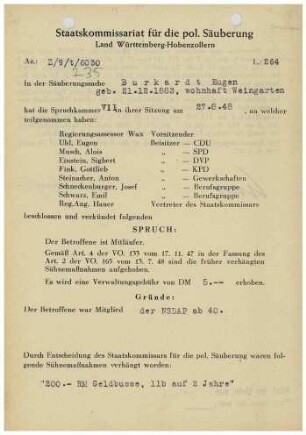 Staatskommissariat für die pol. Säuberung
Land Württemberg-Hohenzollern
Az.: Z/9/t/6030 L: 264
235
In der Säuberungssache Burkardt Eugen
geb. 21.12.1883, wohnhaft Weingarten
hat die Spruchkammer VII in ihrer Sitzung am 27.8.48, an welcher
teilgenommen haben:
Regierungsassessor Wax Vorsitzender
Uhl, Eugen Beisitzer — CDU
Musch, Alois „ — SPD
Einstein, Sigbert „ — DVP
Fink, Gottlieb „ — KPD
Steinacher, Anton „ — Gewerkschaften
Schneckenburger, Josef „ — Berufsgruppe
Schwarz, Emil „ — Berufsgruppe
Reg.Ang. Hauer Vertreter des Staatskommissars
beschlossen und verkündet folgenden
SPRUCH:
Der Betroffene ist Mitläufer.
Gemäß Art. 4 der VO. 133 vom 17. 11. 47 in der Fassung des
Art. 2 der VO. 165 vom 13. 7. 48 sind die früher verhängten
Sühnemaßnahmen aufgehoben.
Es wird eine Verwaltungsgebühr von DM 5.-- erhoben.
Gründe:
Der Betroffene war Mitglied der NSDAP ab 40.
Durch Entscheidung des Staatskommissars für die pol. Säuberung waren fol-
gende Sühnemaßnahmen verhängt worden:
"200.- RM Geldbusse, 11b auf 2 Jahre"